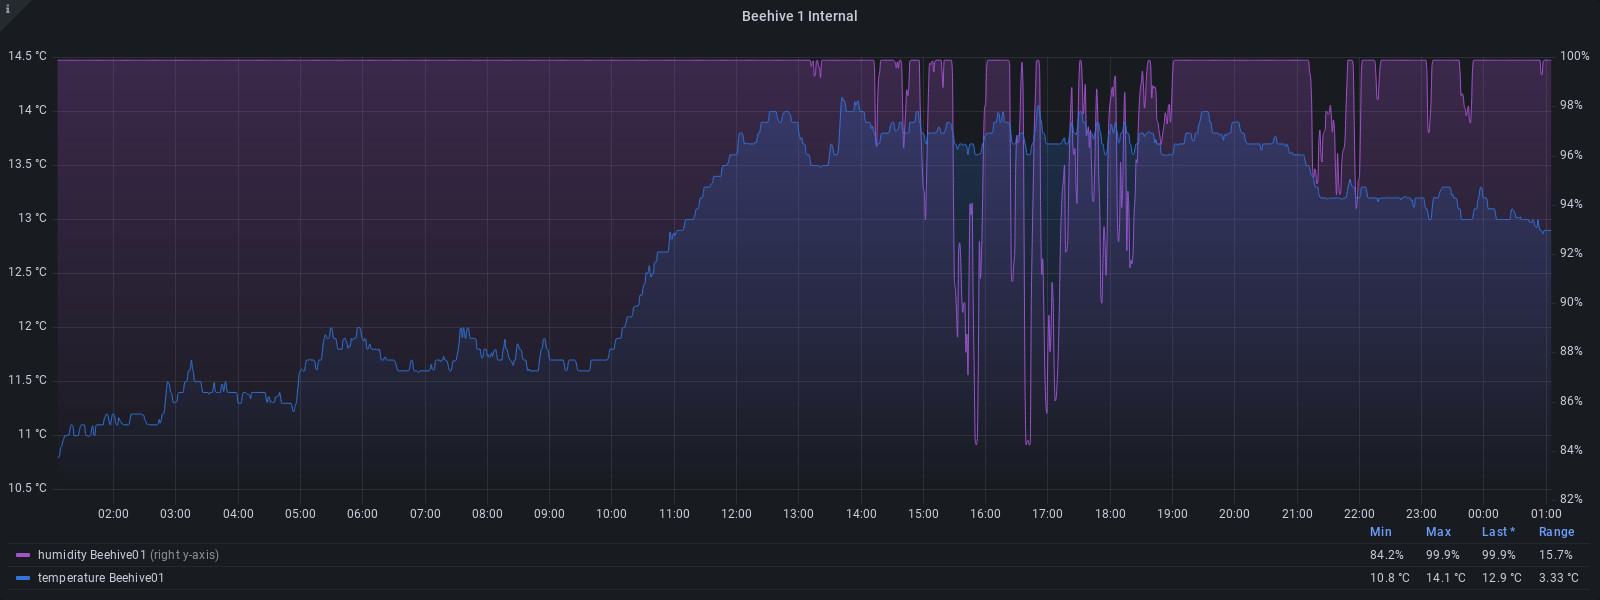 i
Beehive 1 Internal
14.5 °C 100%
14 °C 98%
13.5 °C 96%
13 °C 94%
12.5 °C 92%
12 °C 90%
11.5 °C 88%
11 °C 86%
10.5 °C 84%
82%
02:00 03:00 04:00 05:00 06:00 07:00 08:00 09:00 10:00 11:00 12:00 13:00 14:00 15:00 16:00 17:00 18:00 19:00 20:00 21:00 22:00 23:00 00:00 01:00
Min Max Last * Range
humidity Beehive01 (right y-axis) 84.2% 99.9% 99.9% 15.7%
temperature Beehive01 10.8 °C 14.1 °C 12.9 °C 3.33 °C